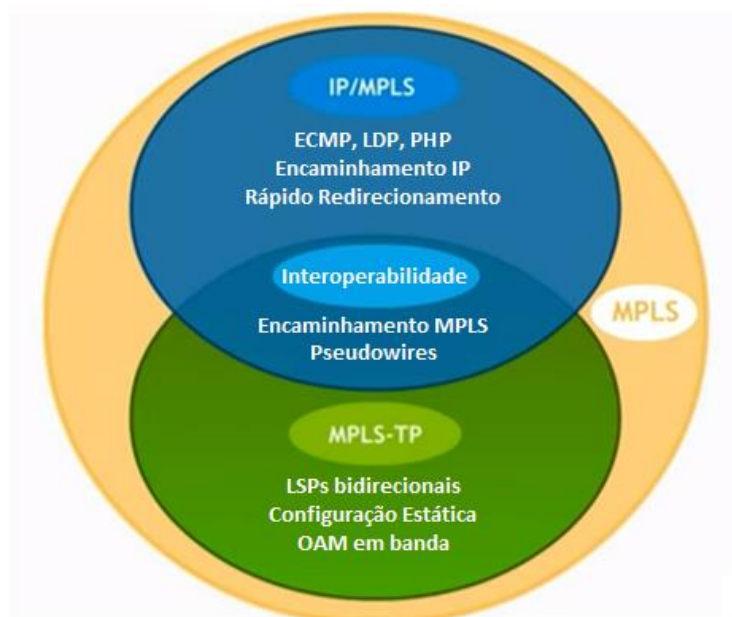 IP/MPLS
ECMP, LDP, PHP
Encaminhamento IP
Rápido Redirecionamento
Interoperabilidade
MPLS
Encaminhamento MPLS
Pseudowires
MPLS-TP
LSPs bidirecionais
Configuração Estática
OAM em banda